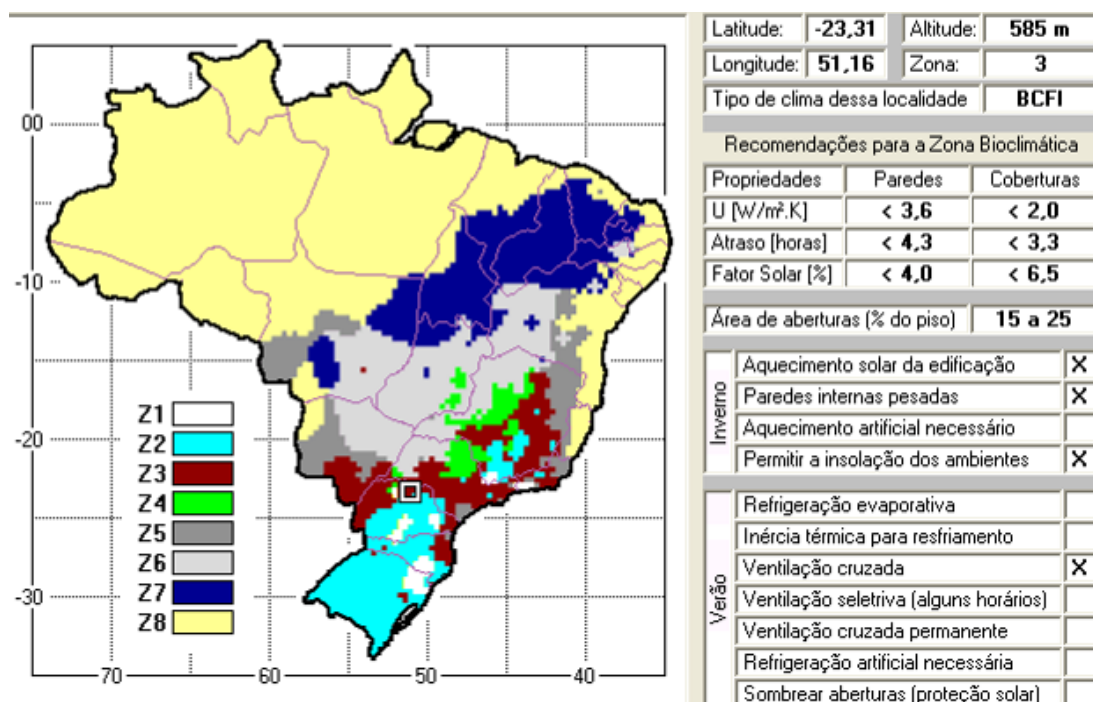 00
-10
-20
-30
70
60
50
40
Z1
Z2
Z3
Z4
Z5
Z6
Z7
Z8
Latitude: -23,31 Altitude: 585 m
Longitude: 51,16 Zona: 3
Tipo de clima dessa localidade BCFI
Recomendações para a Zona Bioclimática
Propriedades Paredes Coberturas
U [W/m².K] < 3,6 < 2,0
Atraso [horas] < 4,3 < 3,3
Fator Solar [%] < 4,0 < 6,5
Área de aberturas (% do piso) 15 a 25
Inverno
Aquecimento solar da edificação X
Paredes internas pesadas X
Aquecimento artificial necessário
Permitir a insolação dos ambientes X
Verão
Refrigeração evaporativa
Inércia térmica para resfriamento
Ventilação cruzada X
Ventilação seletriva (alguns horários)
Ventilação cruzada permanente
Refrigeração artificial necessária
Sombrear aberturas (proteção solar)